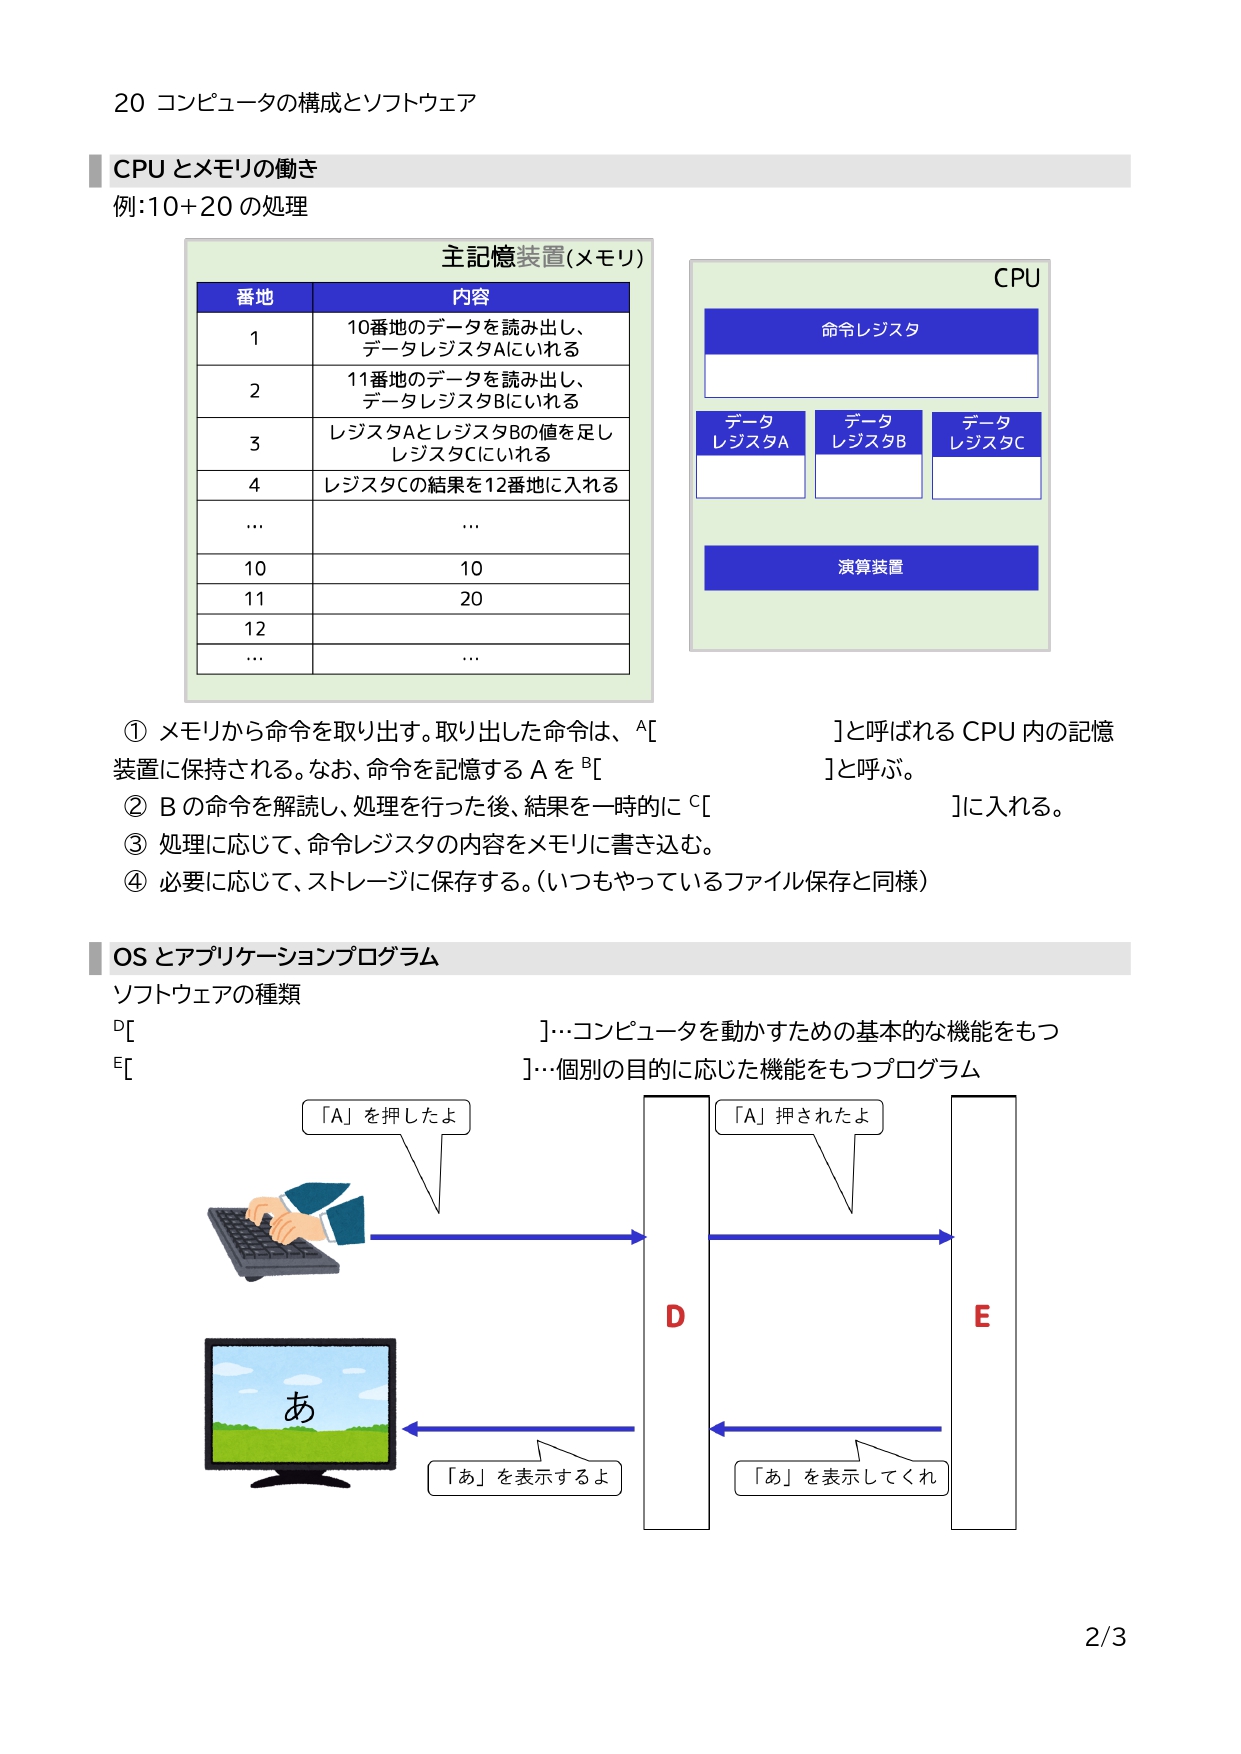 20 コンピュータの構成とソフトウェア
CPU とメモリの働き
例：10+20 の処理
主記憶装置(メモリ)
番地 内容
1 10番地のデータを読み出し、
データレジスタAにいれる
2 11番地のデータを読み出し、
データレジスタBにいれる
3 レジスタAとレジスタBの値を足し
レジスタCにいれる
4 レジスタCの結果を12番地に入れる
… …
10 10
11 20
12
… …
CPU
命令レジスタ
データ
レジスタA
データ
レジスタB
データ
レジスタC
演算装置
① メモリから命令を取り出す。取り出した命令は、A[ ]と呼ばれる CPU 内の記憶
装置に保持される。なお、命令を記憶する A を B[ ]と呼ぶ。
② B の命令を解読し、処理を行った後、結果を一時的に C[ ]に入れる。
③ 処理に応じて、命令レジスタの内容をメモリに書き込む。
④ 必要に応じて、ストレージに保存する。（いつもやっているファイル保存と同様）
OS とアプリケーションプログラム
ソフトウェアの種類
D[ ]…コンピュータを動かすための基本的な機能をもつ
E[ ]…個別の目的に応じた機能をもつプログラム
「A」を押したよ
「A」押されたよ
D
E
あ
「あ」を表示するよ
「あ」を表示してくれ
2/3